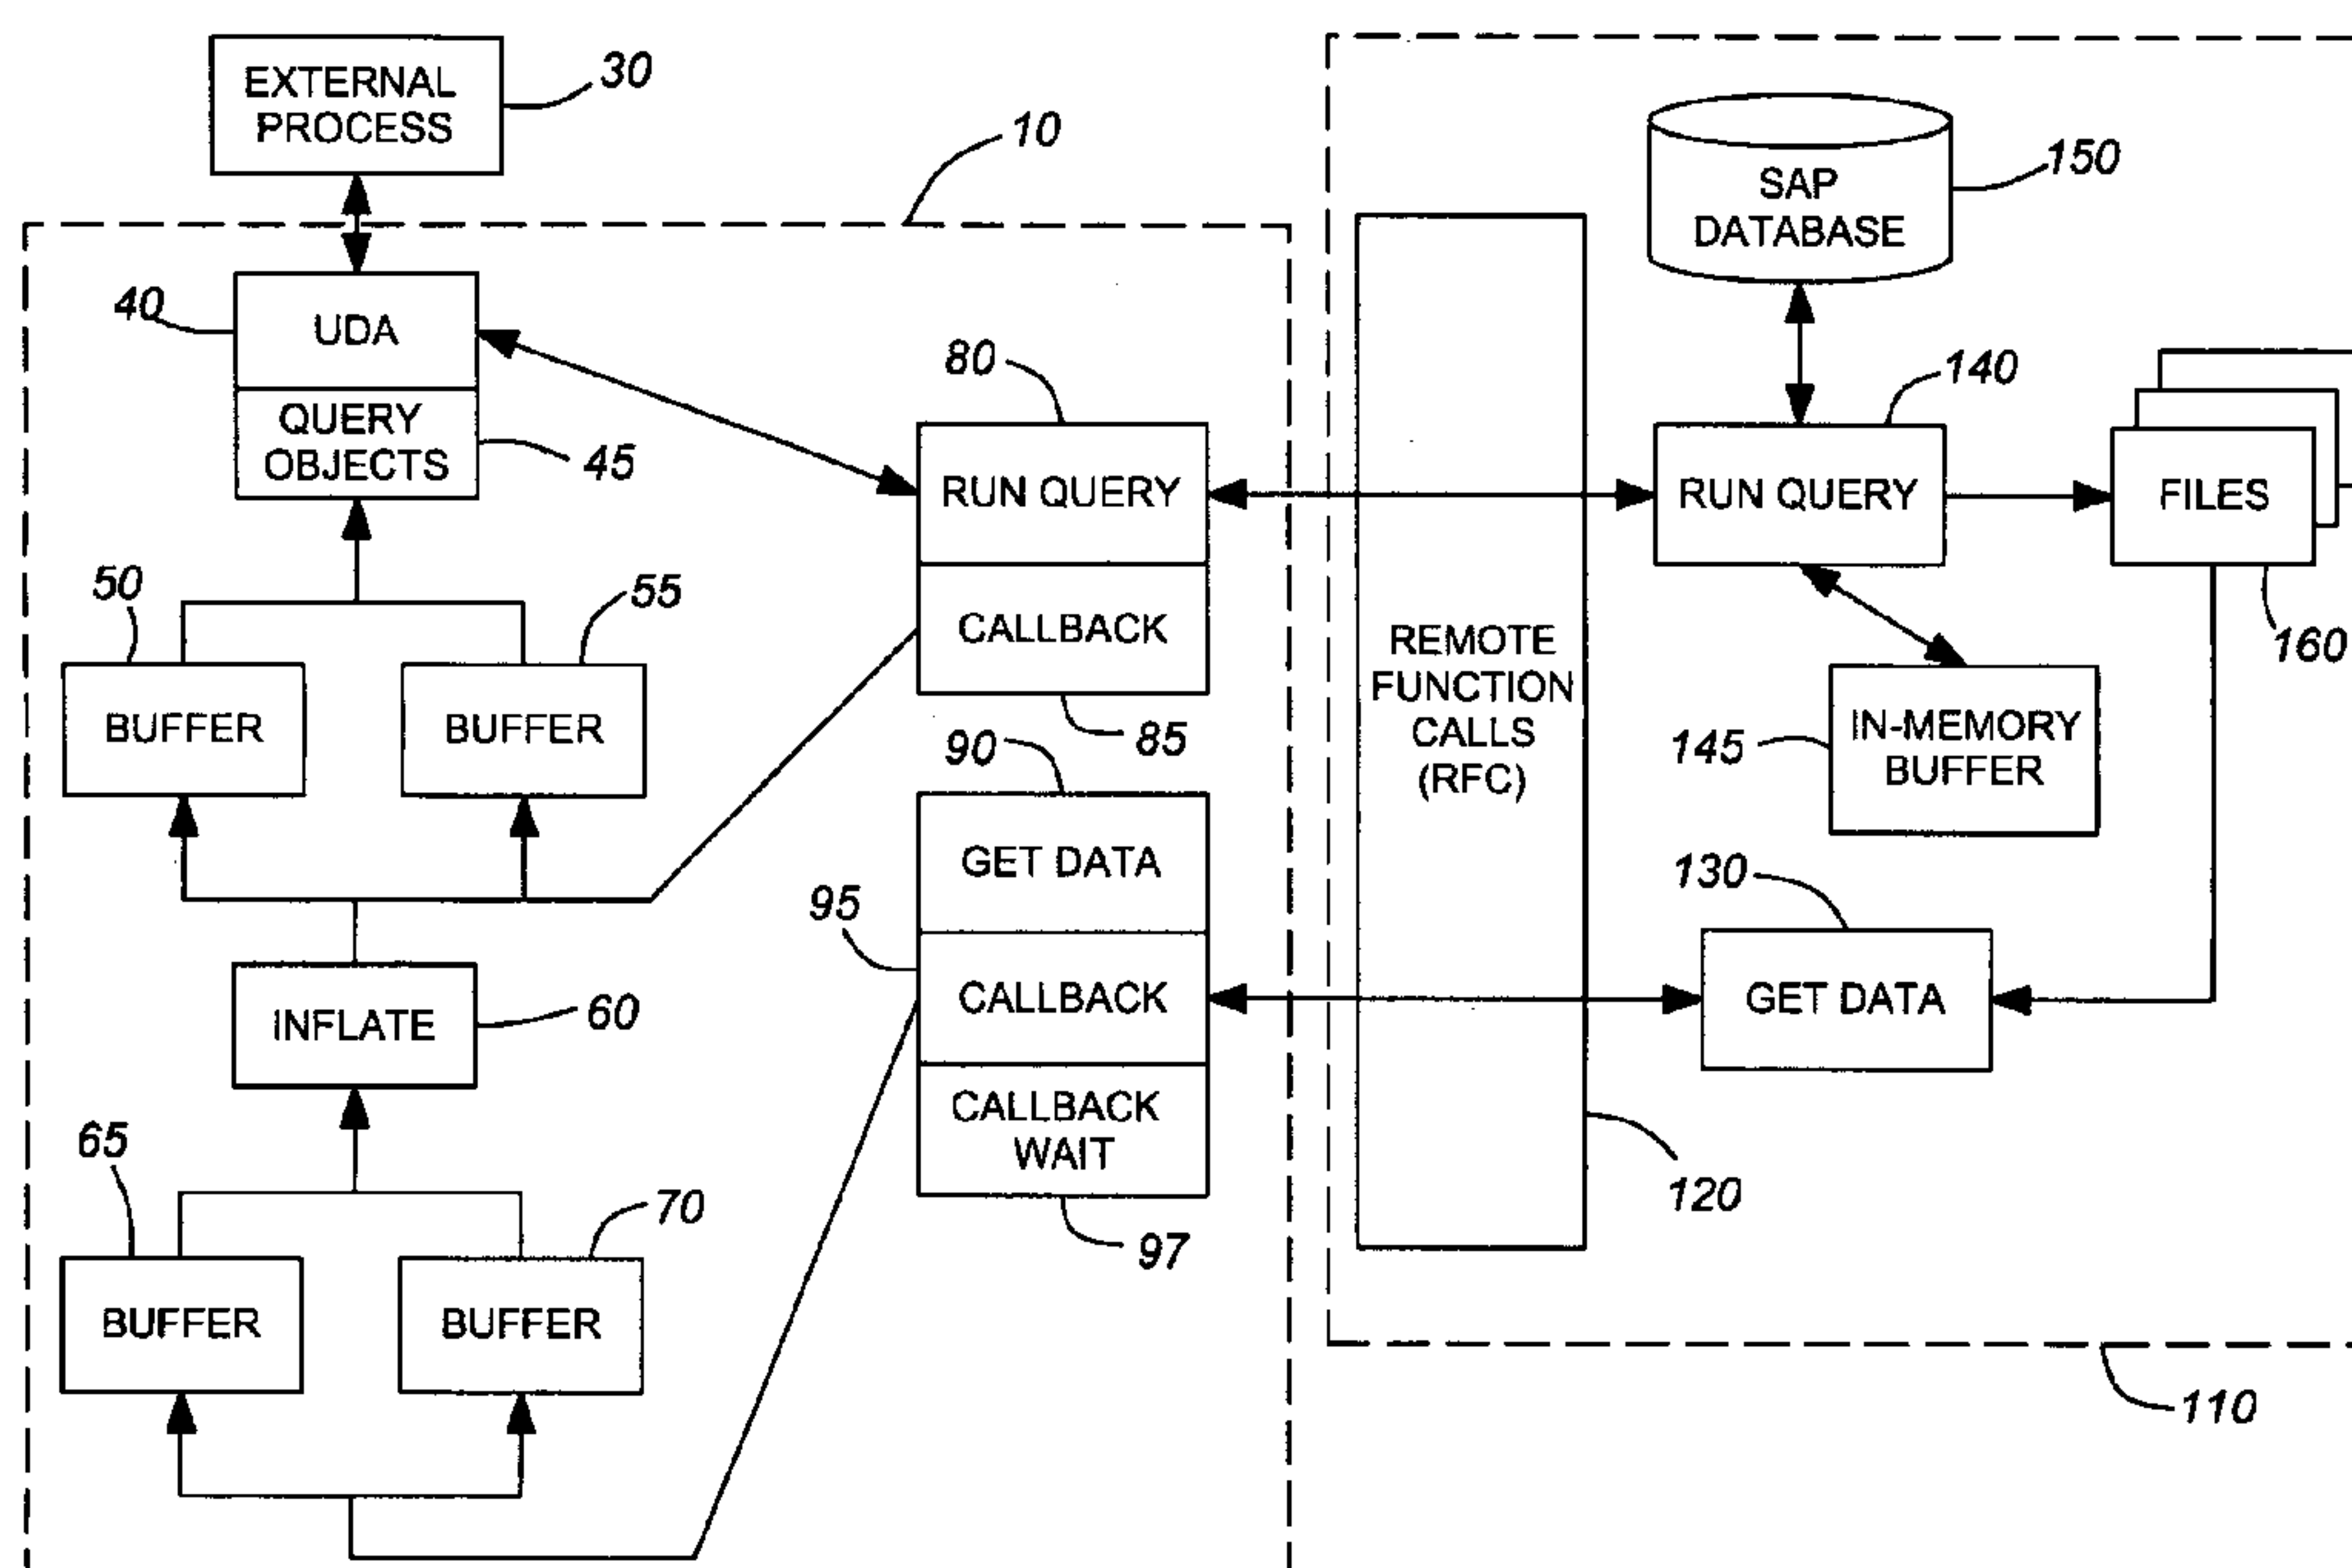 EXTERNAL
PROCESS
30
10
40
UDA
QUERY
OBJECTS
45
50
BUFFER
55
BUFFER
INFLATE
60
65
BUFFER
70
BUFFER
80
RUN QUERY
CALLBACK
85
90
GET DATA
95
CALLBACK
CALLBACK
WAIT
97
REMOTE
FUNCTION
CALLS
(RFC)
120
SAP
DATABASE
150
140
RUN QUERY
FILES
160
145
IN-MEMORY
BUFFER
130
GET DATA
110